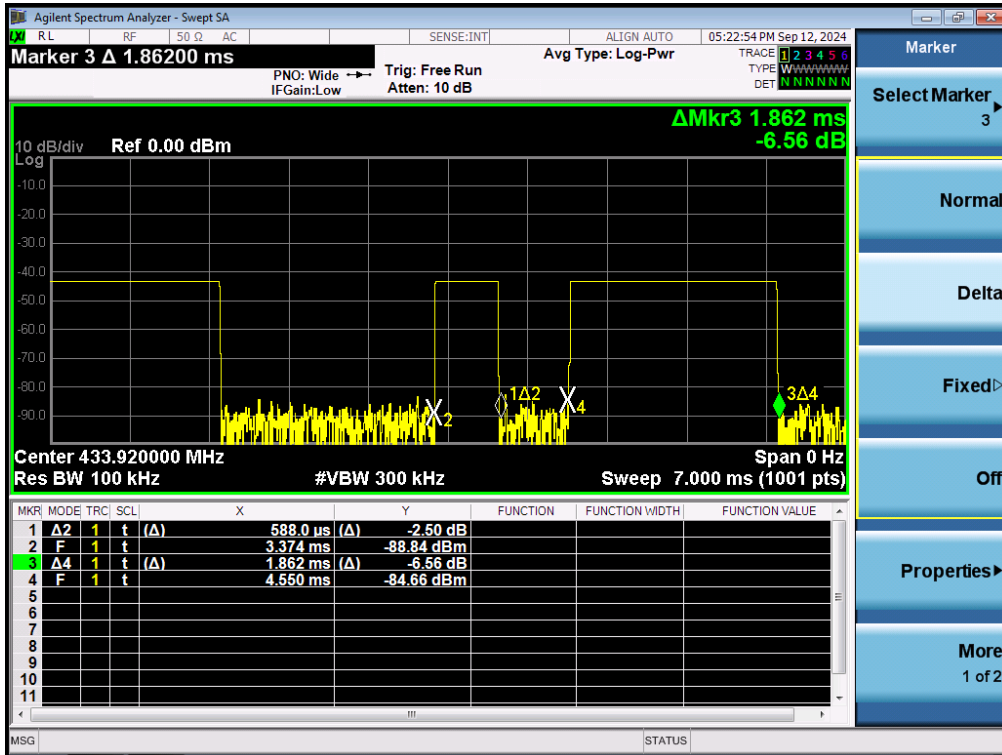 Agilent Spectrum Analyzer - Swept SA
LXI RL RF 50 Ω AC SENSE:INT ALIGN AUTO 05:22:54 PM Sep 12, 2024
Marker 3 Δ 1.86200 ms
Avg Type: Log-Pwr
TRACE 1 2 3 4 5 6
PNO: Wide Trig: Free Run
TYPE WWWWWW
IFGain:Low Atten: 10 dB
DET N N N N N N
ΔMkr3 1.862 ms
-6.56 dB
10 dB/div Ref 0.00 dBm
Log
-10.0
-20.0
-30.0
-40.0
-50.0
-60.0
-70.0
-80.0
-90.0
1Δ2
3Δ4
2
4
Center 433.920000 MHz Span 0 Hz
Res BW 100 kHz #VBW 300 kHz Sweep 7.000 ms (1001 pts)
MKR MODE TRC SCL X Y FUNCTION FUNCTION WIDTH FUNCTION VALUE
1 Δ2 1 t (Δ) 588.0 µs (Δ) -2.50 dB
2 F 1 t 3.374 ms -88.84 dBm
3 Δ4 1 t (Δ) 1.862 ms (Δ) -6.56 dB
4 F 1 t 4.550 ms -84.66 dBm
5
6
7
8
9
10
11
MSG STATUS
Marker
Select Marker
3
Normal
Delta
Fixed
Off
Properties
More
1 of 2